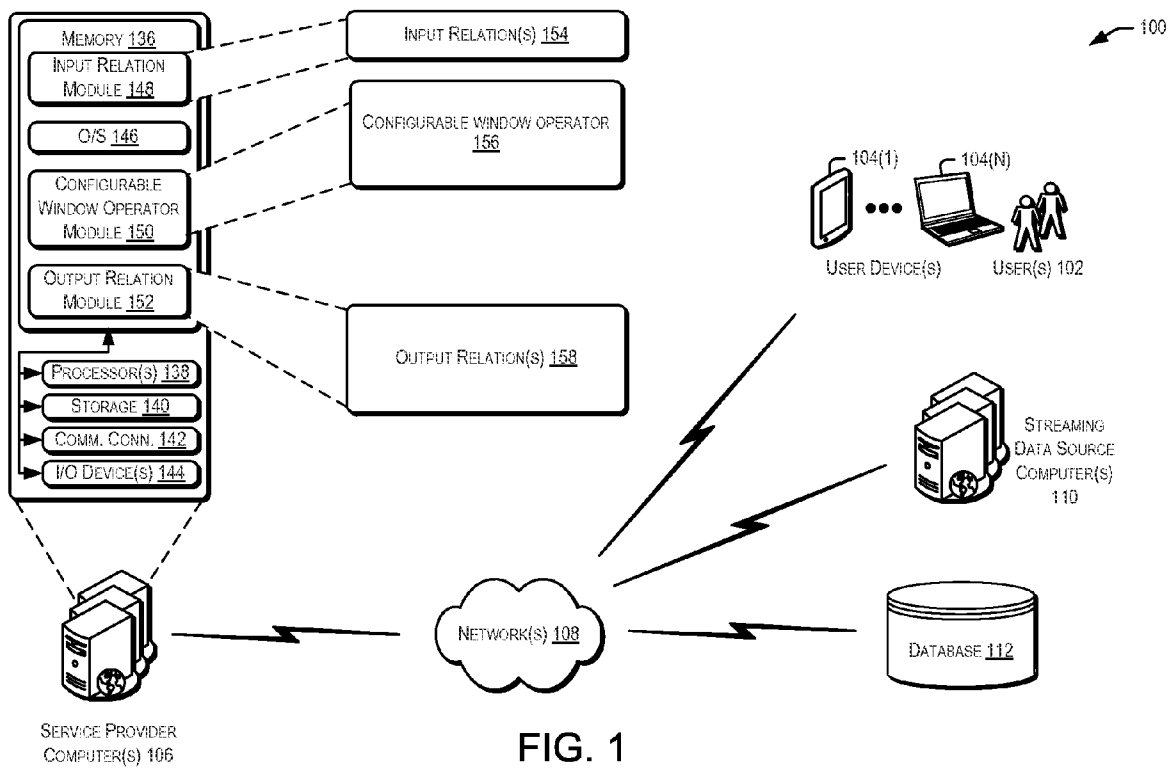 MEMORY 136
INPUT RELATION
MODULE 148
O/S 146
CONFIGURABLE
WINDOW OPERATOR
MODULE 150
OUTPUT RELATION
MODULE 152
PROCESSOR(S) 138
STORAGE 140
COMM. CONN. 142
I/O DEVICE(S) 144
INPUT RELATION(S) 154
CONFIGURABLE WINDOW OPERATOR
156
OUTPUT RELATION(S) 158
100
104(1)
104(N)
USER DEVICE(S)
USER(S) 102
STREAMING
DATA SOURCE
COMPUTER(S)
110
NETWORK(S) 108
DATABASE 112
SERVICE PROVIDER
COMPUTER(S) 106
FIG. 1